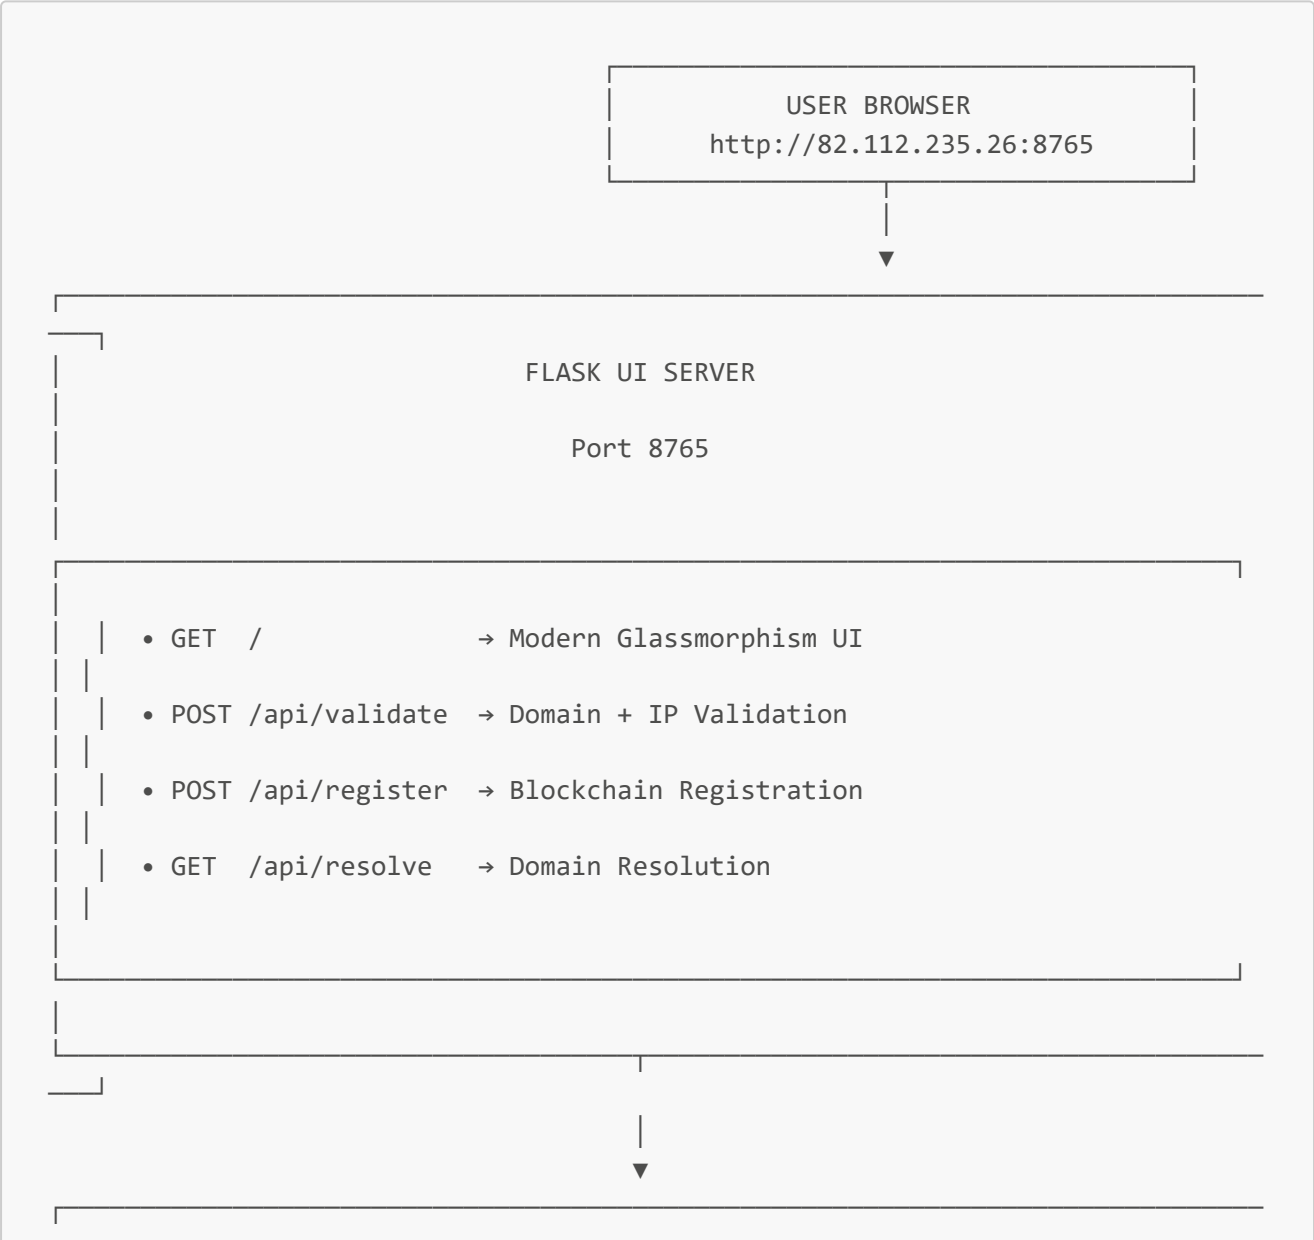 USER BROWSER
http://82.112.235.26:8765
FLASK UI SERVER
Port 8765
• GET  /              → Modern Glassmorphism UI
• POST /api/validate  → Domain + IP Validation
• POST /api/register  → Blockchain Registration
• GET  /api/resolve   → Domain Resolution